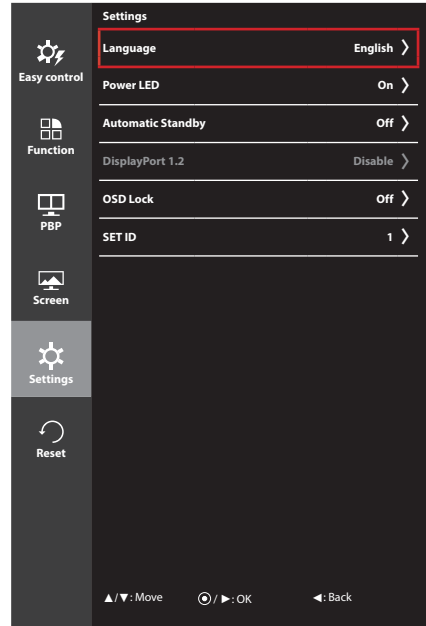 Settings
Easy control
Function
PBP
Screen
Settings
Reset
Language English
Power LED On
Automatic Standby Off
DisplayPort 1.2 Disable
OSD Lock Off
SET ID 1
▲/▼: Move ◉/►: OK ◄: Back